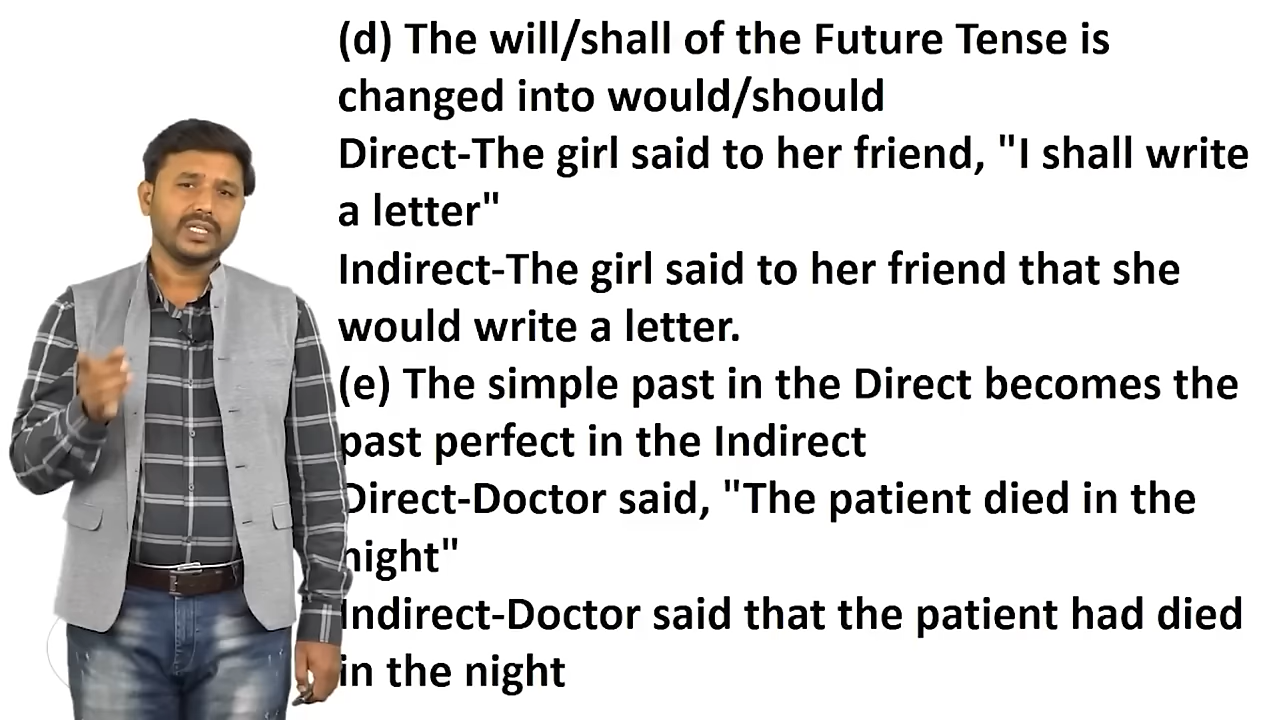 (d) The will/shall of the Future Tense is
changed into would/should
Direct-The girl said to her friend, "I shall write
a letter"
Indirect-The girl said to her friend that she
would write a letter.
(e) The simple past in the Direct becomes the
past perfect in the Indirect
Direct-Doctor said, "The patient died in the
night"
Indirect-Doctor said that the patient had died
in the night